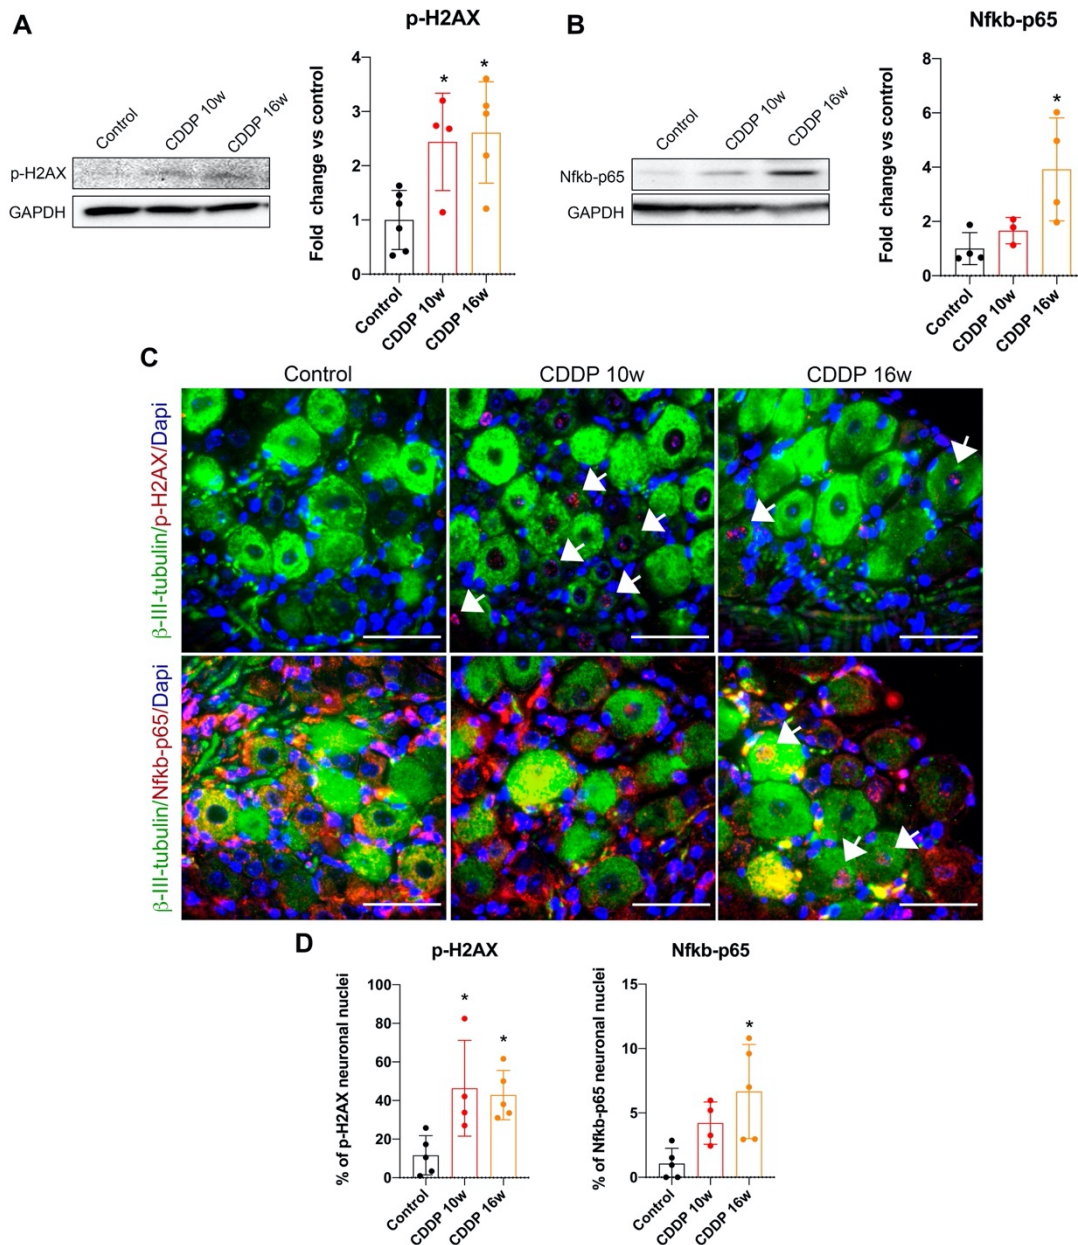 A
p-H2AX
Control
CDDP 10w
CDDP 16w
p-H2AX
GAPDH
Fold change vs control
4
3
2
1
0
*
*
Control
CDDP 10w
CDDP 16w
B
Nfkb-p65
Control
CDDP 10w
CDDP 16w
Nfkb-p65
GAPDH
Fold change vs control
8
6
4
2
0
*
Control
CDDP 10w
CDDP 16w
C
Control
CDDP 10w
CDDP 16w
β-III-tubulin/p-H2AX/Dapi
β-III-tubulin/Nfkb-p65/Dapi
D
p-H2AX
% of p-H2AX neuronal nuclei
100
80
60
40
20
0
*
*
Control
CDDP 10w
CDDP 16w
Nfkb-p65
% of Nfkb-p65 neuronal nuclei
15
10
5
0
*
Control
CDDP 10w
CDDP 16w